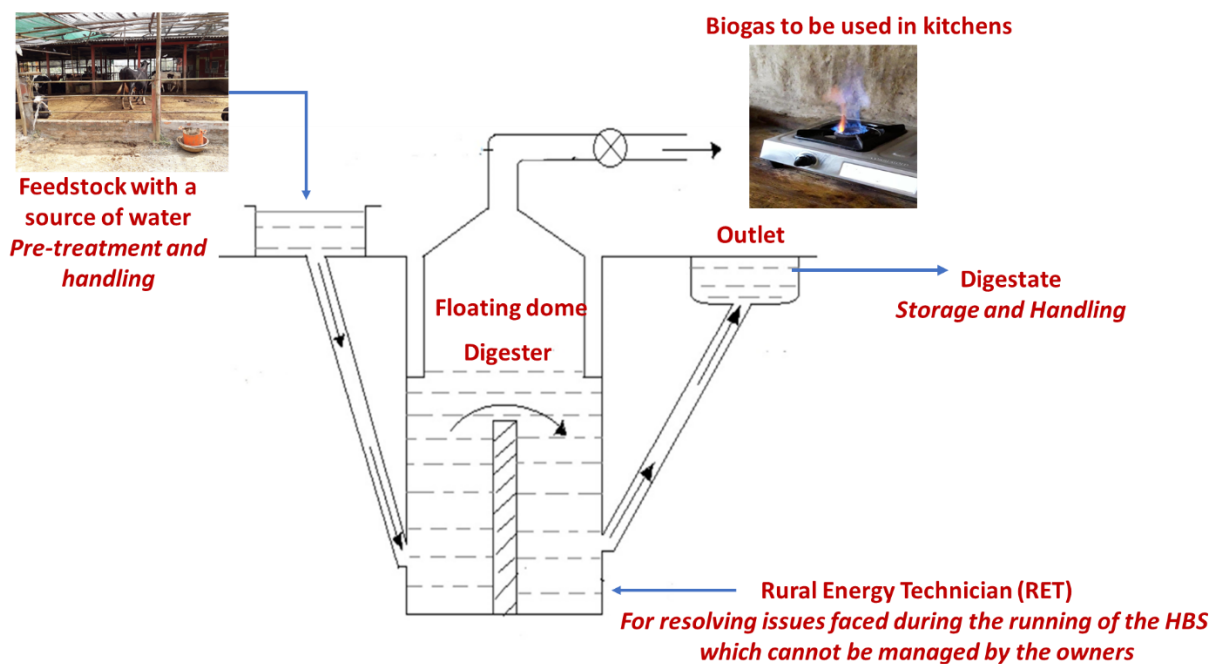 Biogas to be used in kitchens
Feedstock with a
source of water
Pre-treatment and
handling
Outlet
Digestate
Storage and Handling
Floating dome
Digester
Rural Energy Technician (RET)
For resolving issues faced during the running of the HBS
which cannot be managed by the owners